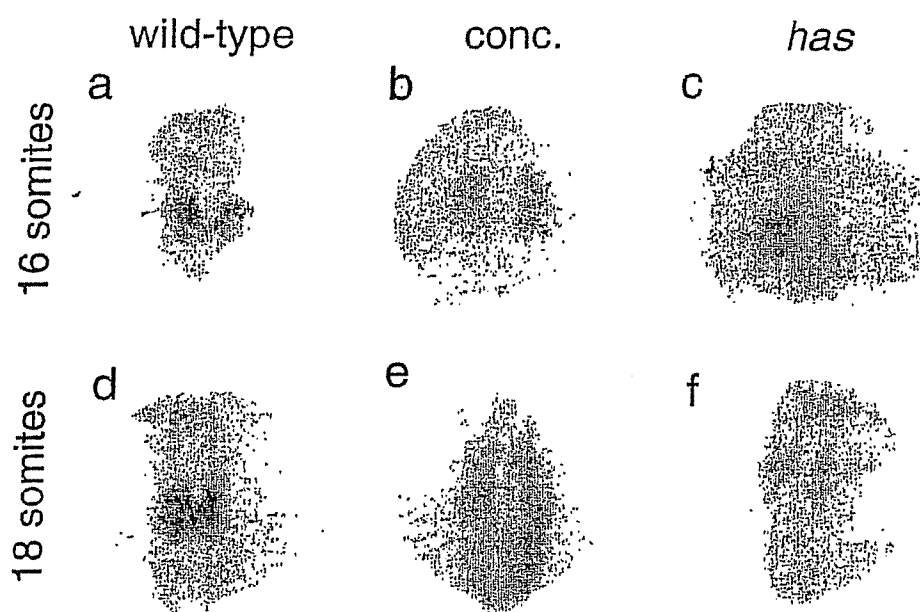 wild-type conc. has
a b c
16 somites
d e f
18 somites